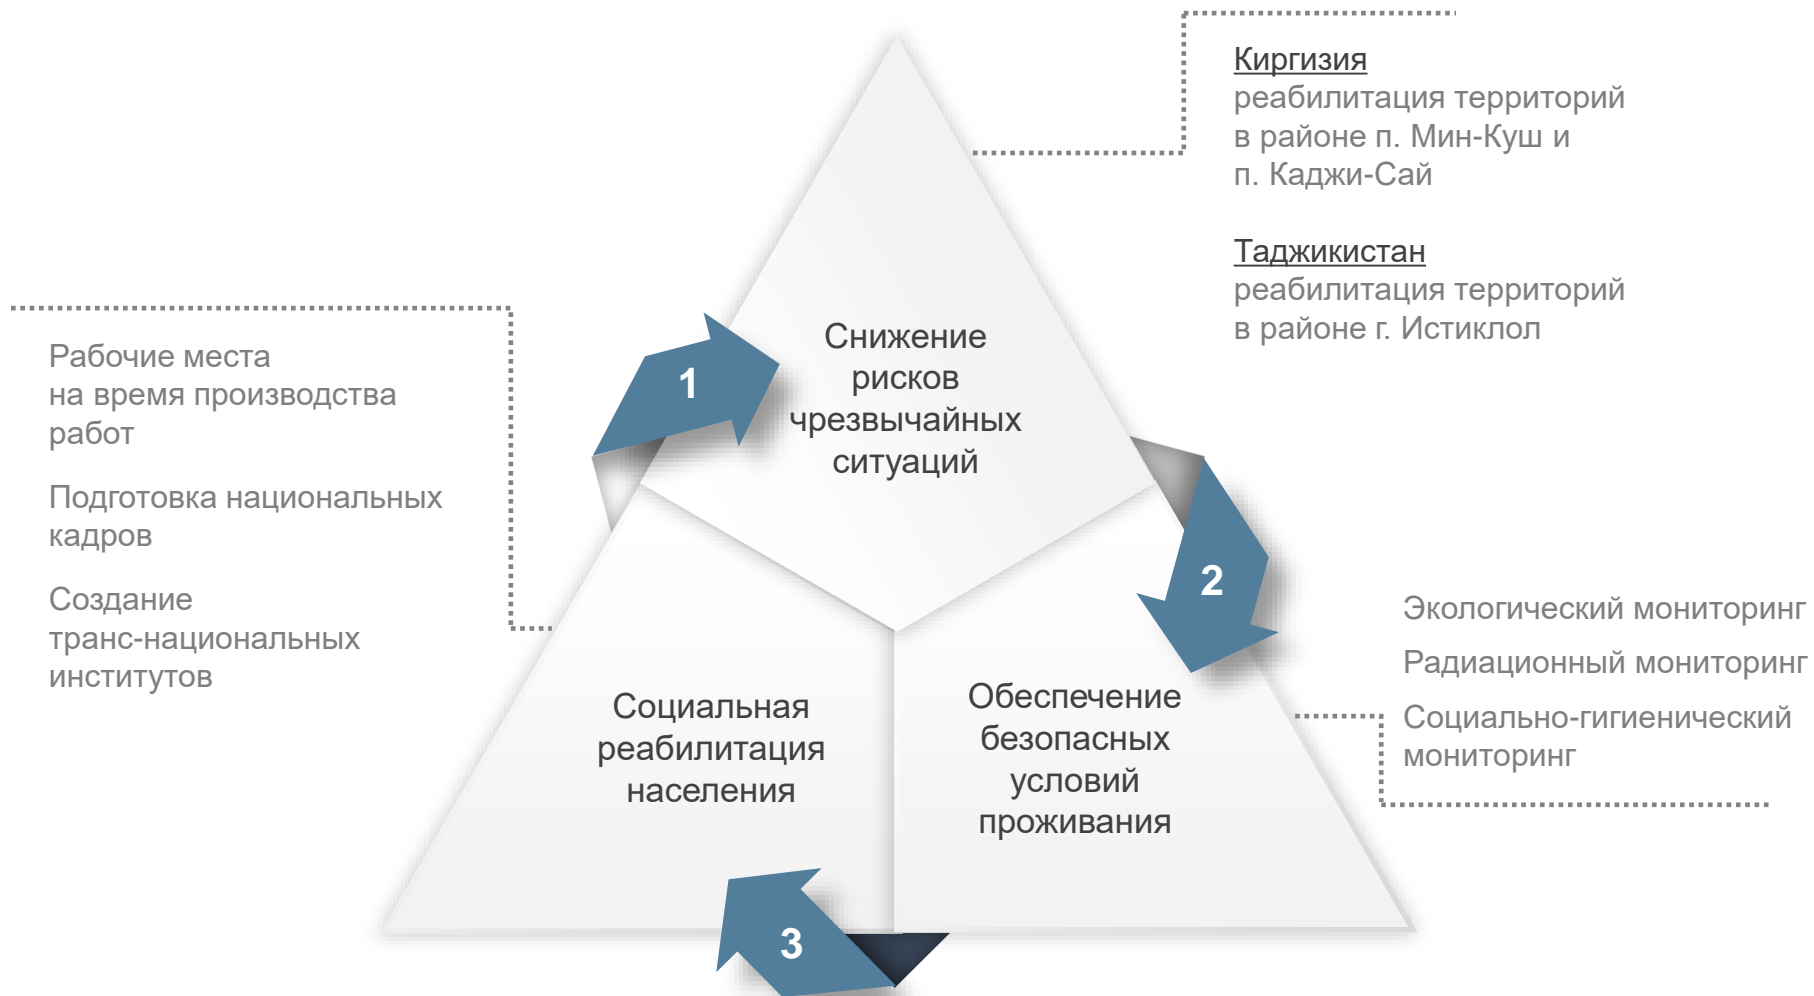 Киргизия
реабилитация территорий
в районе п. Мин-Куш и
п. Каджи-Сай
Таджикистан
реабилитация территорий
в районе г. Истиклол
1
Снижение
рисков
чрезвычайных
ситуаций
Рабочие места
на время производства
работ
Подготовка национальных
кадров
Создание
транс-национальных
институтов
2
Экологический мониторинг
Радиационный мониторинг
Социально-гигиенический
мониторинг
Обеспечение
безопасных
условий
проживания
Социальная
реабилитация
населения
3